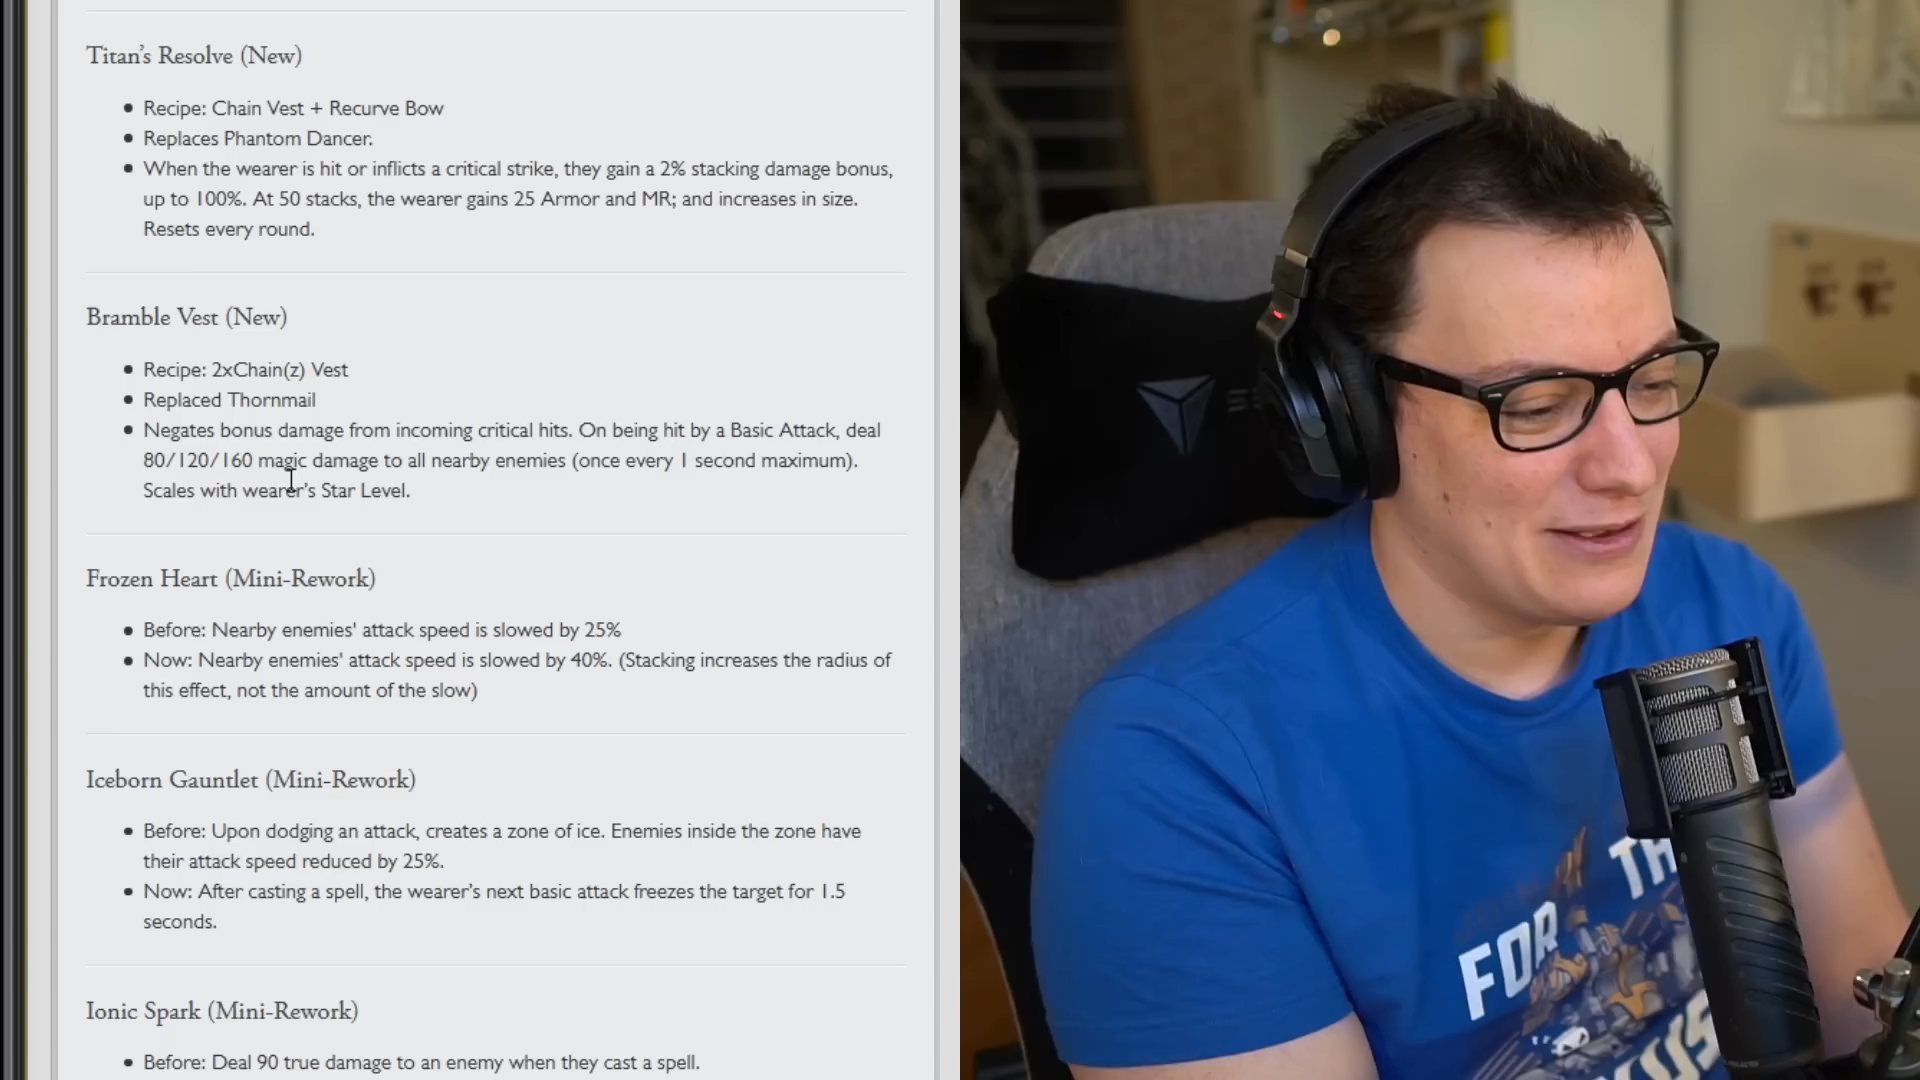 Titan's Resolve (New)
Recipe: Chain Vest + Recurve Bow
Replaces Phantom Dancer.
When the wearer is hit or inflicts a critical strike, they gain a 2% stacking damage bonus,
up to 100%. At 50 stacks, the wearer gains 25 Armor and MR; and increases in size.
Resets every round.
Bramble Vest (New)
Recipe: 2xChain(z) Vest
Replaced Thornmail
Negates bonus damage from incoming critical hits. On being hit by a Basic Attack, deal
80/120/160 magic damage to all nearby enemies (once every 1 second maximum).
Scales with wearer's Star Level.
Frozen Heart (Mini-Rework)
Before: Nearby enemies' attack speed is slowed by 25%
Now: Nearby enemies' attack speed is slowed by 40%. (Stacking increases the radius of
this effect, not the amount of the slow)
Iceborn Gauntlet (Mini-Rework)
Before: Upon dodging an attack, creates a zone of ice. Enemies inside the zone have
their attack speed reduced by 25%.
Now: After casting a spell, the wearer's next basic attack freezes the target for 1.5
seconds.
Ionic Spark (Mini-Rework)
Before: Deal 90 true damage to an enemy when they cast a spell.
FOR